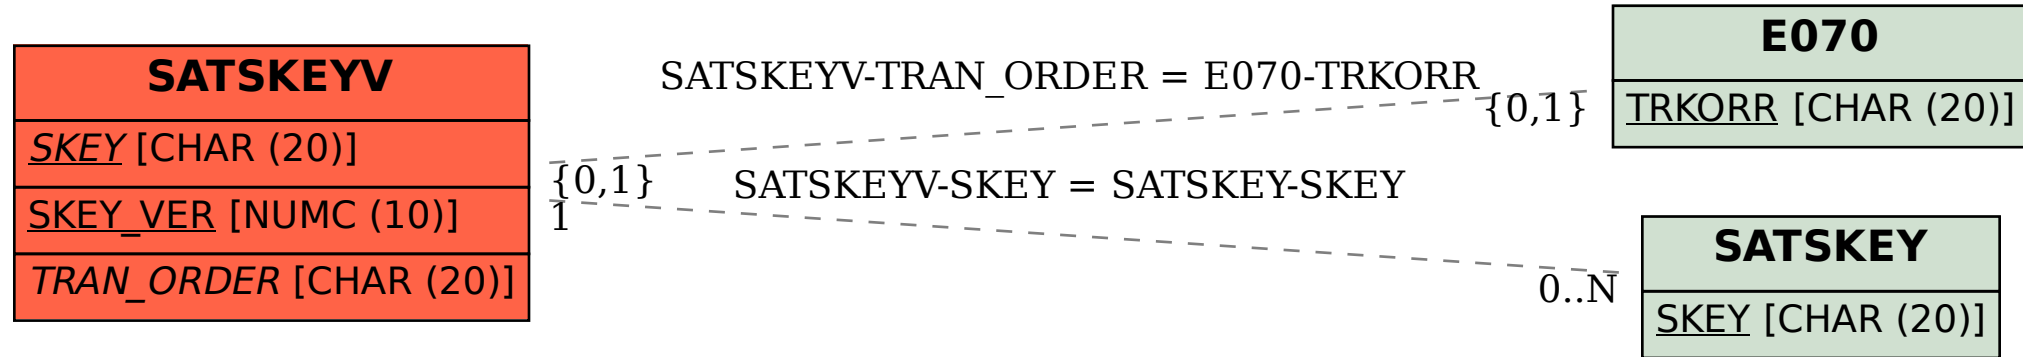 SATSKEYV
SKEY [CHAR (20)]
SKEY_VER [NUMC (10)]
TRAN_ORDER [CHAR (20)]
SATSKEYV-TRAN_ORDER = E070-TRKORR
{0,1}
{0,1}
SATSKEYV-SKEY = SATSKEY-SKEY
1
0..N
E070
TRKORR [CHAR (20)]
SATSKEY
SKEY [CHAR (20)]